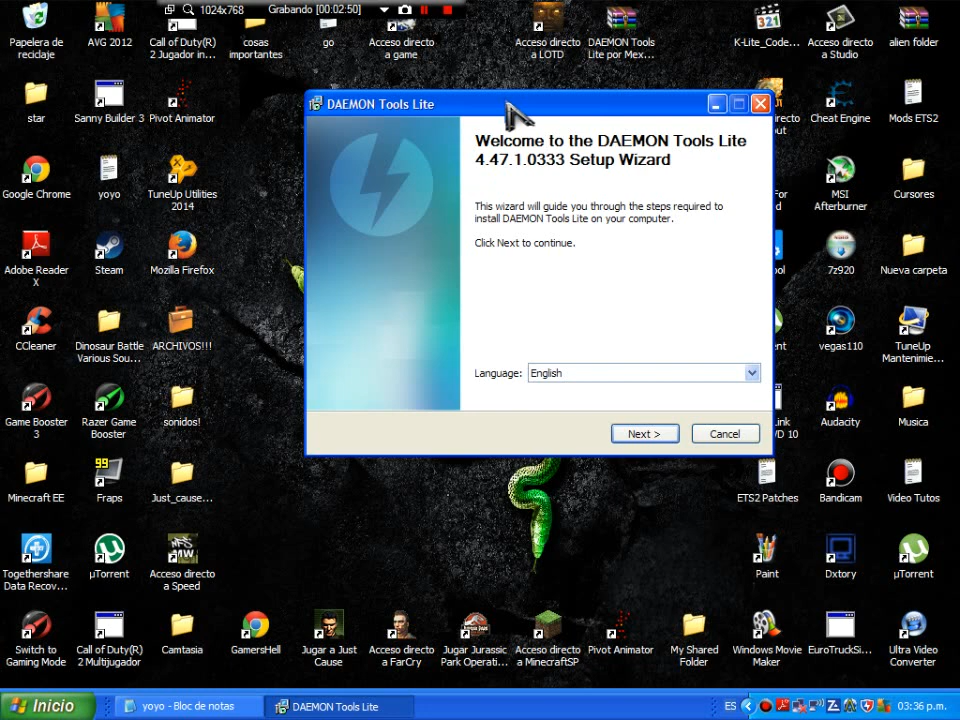 1024x768
Grabando [00:02:50]
Papelera de
reciclaje
AVG 2012
Call of Duty(R)
2 Jugador in...
cosas
importantes
go
Acceso directo
a game
Acceso directo
a LOTD
DAEMON Tools
Lite por Mex...
K-Lite_Code...
Acceso directo
a Studio
alien folder
star
Sanny Builder 3
Pivot Animator
Cheat Engine
Mods ETS2
Google Chrome
yoyo
TuneUp Utilities
2014
MSI
Afterburner
Cursores
Adobe Reader
X
Steam
Mozilla Firefox
7z920
Nueva carpeta
CCleaner
Dinosaur Battle
Various Sou...
ARCHIVOS!!!
vegas110
TuneUp
Mantenimie...
Game Booster
3
Razer Game
Booster
sonidos!
Audacity
Musica
Minecraft EE
99
Fraps
Just_cause...
ETS2 Patches
Bandicam
Video Tutos
Togethershare
Data Recov...
µTorrent
NFS
MW
Acceso directo
a Speed
Paint
Dxtory
µTorrent
Switch to
Gaming Mode
Call of Duty(R)
2 Multijugador
Camtasia
GamersHell
Jugar a Just
Cause
Acceso directo
a FarCry
Jugar Jurassic
Park Operati...
Acceso directo
a MinecraftSP
Pivot Animator
My Shared
Folder
Windows Movie
Maker
EuroTruckSi...
Ultra Video
Converter
DAEMON Tools Lite
Welcome to the DAEMON Tools Lite
4.47.1.0333 Setup Wizard
This wizard will guide you through the steps required to
install DAEMON Tools Lite on your computer.
Click Next to continue.
Language: English
Next >
Cancel
Inicio
yoyo - Bloc de notas
DAEMON Tools Lite
ES
03:36 p.m.